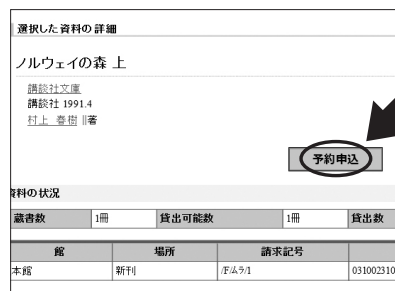 選択した資料の詳細
ノルウェイの森 上
講談社文庫
講談社 1991.4
村上 春樹 ∥著
予約申込
資料の状況
蔵書数 1冊 貸出可能数 1冊 貸出数
館 場所 請求記号
本館 新刊 /F/ムラ/1 031002310